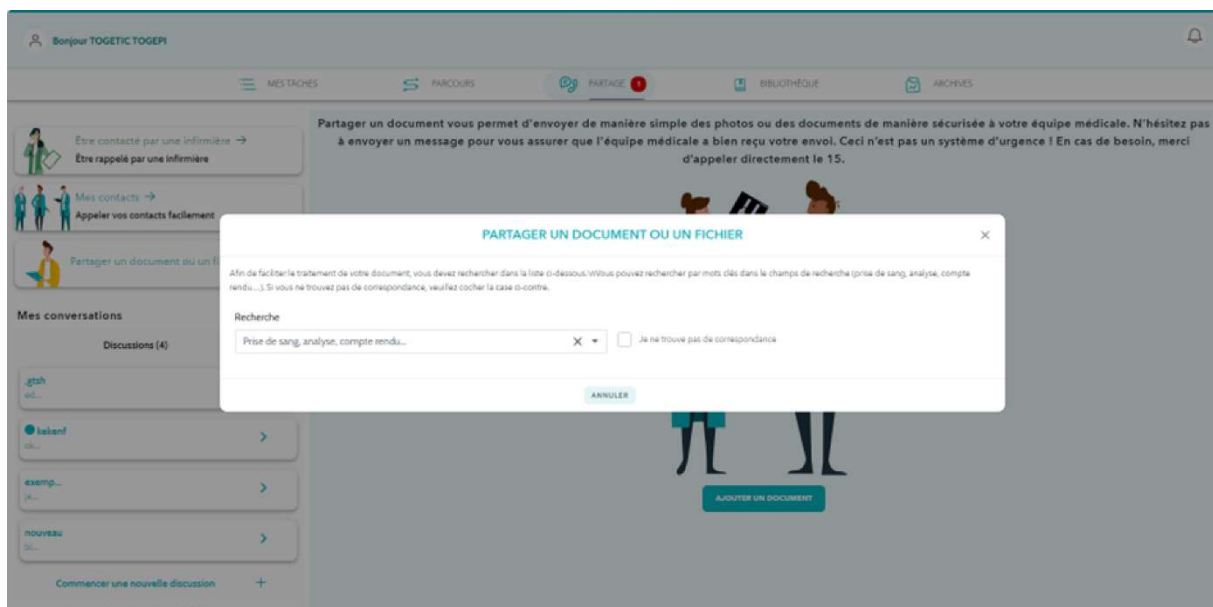 Bonjour TOGETIC TOGEPI
MES TÂCHES
PARCOURS
PARTAGE 1
BIBLIOTHÈQUE
ARCHIVES
Être contacté par une infirmière →
Être rappelé par une infirmière
Mes contacts →
Appeler vos contacts facilement
Partager un document ou un fi
Mes conversations
Discussions (4)
.gtsh
ed...
kekenf
exemp...
nouveau
Commencer une nouvelle discussion +
Partager un document vous permet d'envoyer de manière simple des photos ou des documents de manière sécurisée à votre équipe médicale. N'hésitez pas
à envoyer un message pour vous assurer que l'équipe médicale a bien reçu votre envoi. Ceci n'est pas un système d'urgence ! En cas de besoin, merci
d'appeler directement le 15.
PARTAGER UN DOCUMENT OU UN FICHIER
Afin de faciliter le traitement de votre document, vous devez rechercher dans la liste ci-dessous.\n\Vous pouvez rechercher par mots clés dans le champs de recherche (prise de sang, analyse, compte
rendu...). Si vous ne trouvez pas de correspondance, veuillez cocher la case ci-contre.
Recherche
Prise de sang, analyse, compte rendu...
Je ne trouve pas de correspondance
ANNULER
AJOUTER UN DOCUMENT